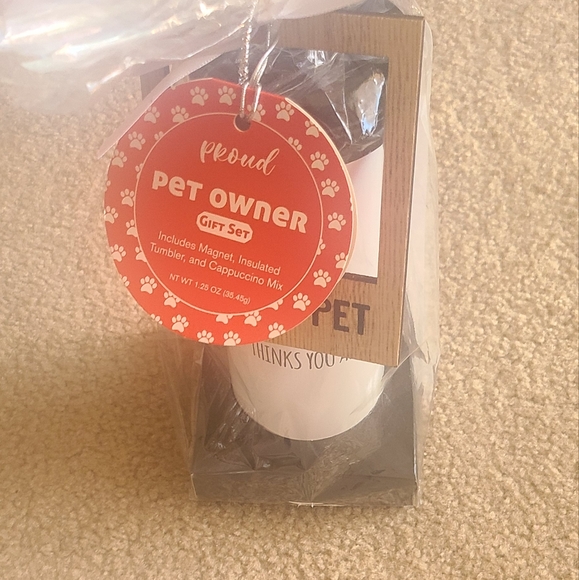 Proud
Pet Owner
Gift Set
Includes Magnet, Insulated
Tumbler, and Cappuccino Mix
NT WT 1.25 OZ (35.45g)
PET
THINKS YOU